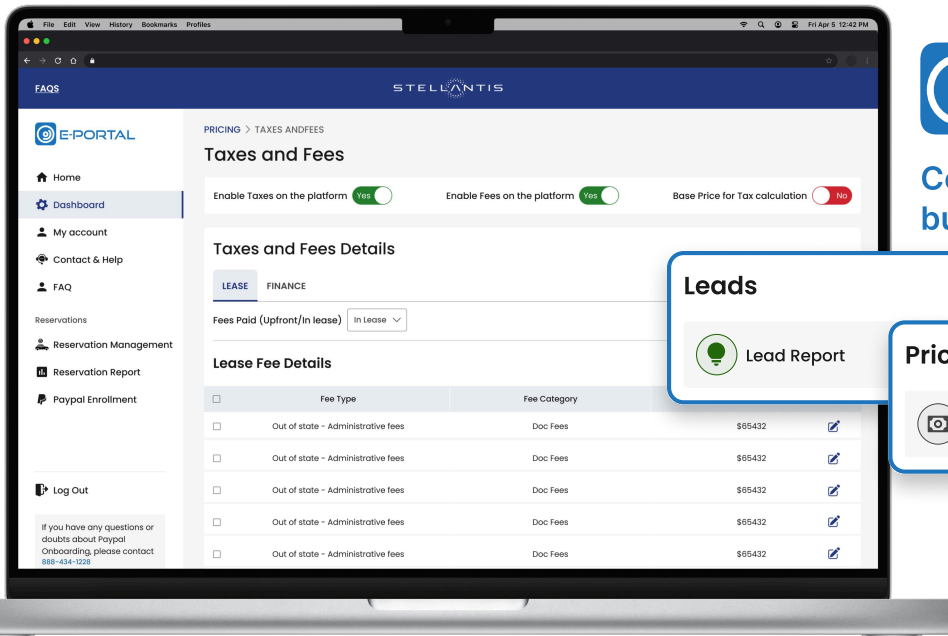 File Edit View History Bookmarks Profiles
Fri Apr 5 12:42 PM
FAQS
STELLANTIS
E-PORTAL
Home
Dashboard
My account
Contact & Help
FAQ
Reservations
Reservation Management
Reservation Report
Paypal Enrollment
Log Out
If you have any questions or
doubts about Paypal
Onboarding, please contact
888-434-1228
PRICING > TAXES ANDFEES
Taxes and Fees
Enable Taxes on the platform Yes
Enable Fees on the platform Yes
Base Price for Tax calculation No
Taxes and Fees Details
LEASE FINANCE
Fees Paid (Upfront/In lease) In Lease
Lease Fee Details
Fee Type Fee Category
Out of state - Administrative fees Doc Fees $65432
Out of state - Administrative fees Doc Fees $65432
Out of state - Administrative fees Doc Fees $65432
Out of state - Administrative fees Doc Fees $65432
Out of state - Administrative fees Doc Fees $65432
Leads
Lead Report